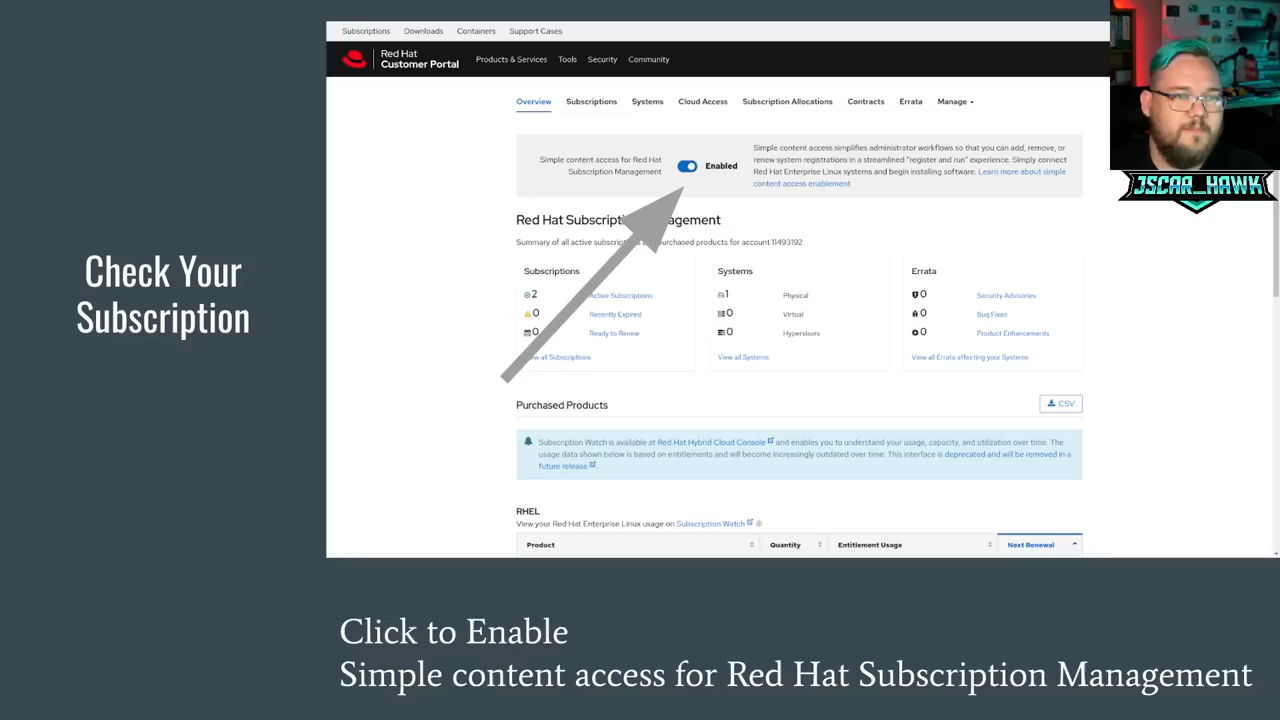 Subscriptions Downloads Containers Support Cases
Red Hat
Customer Portal
Products & Services Tools Security Community
Overview Subscriptions Systems Cloud Access Subscription Allocations Contracts Errata Manage
Simple content access for Red Hat
Subscription Management
Enabled
Simple content access simplifies administrator workflows so that you can add, remove, or
renew system registrations in a streamlined "register and run" experience. Simply connect
Red Hat Enterprise Linux systems and begin installing software. Learn more about simple
content access enablement
JSCAR_HAWK
Red Hat Subscripti agement
Summary of all active subscrip purchased products for account 11493192
Subscriptions
2 Active Subscriptions
0 Recently Expired
0 Ready to Renew
ew all Subscriptions
Systems
1 Physical
0 Virtual
0 Hypervisors
View all Systems
Errata
0 Security Advisories
0 Bug Fixes
0 Product Enhancements
View all Errata affecting your Systems
Check Your
Subscription
Purchased Products
.CSV
Subscription Watch is available at Red Hat Hybrid Cloud Console and enables you to understand your usage, capacity, and utilization over time. The
usage data shown below is based on entitlements and will become increasingly outdated over time. This interface is deprecated and will be removed in a
future release
RHEL
View your Red Hat Enterprise Linux usage on Subscription Watch
Product Quantity Entitlement Usage Next Renewal
Click to Enable
Simple content access for Red Hat Subscription Management